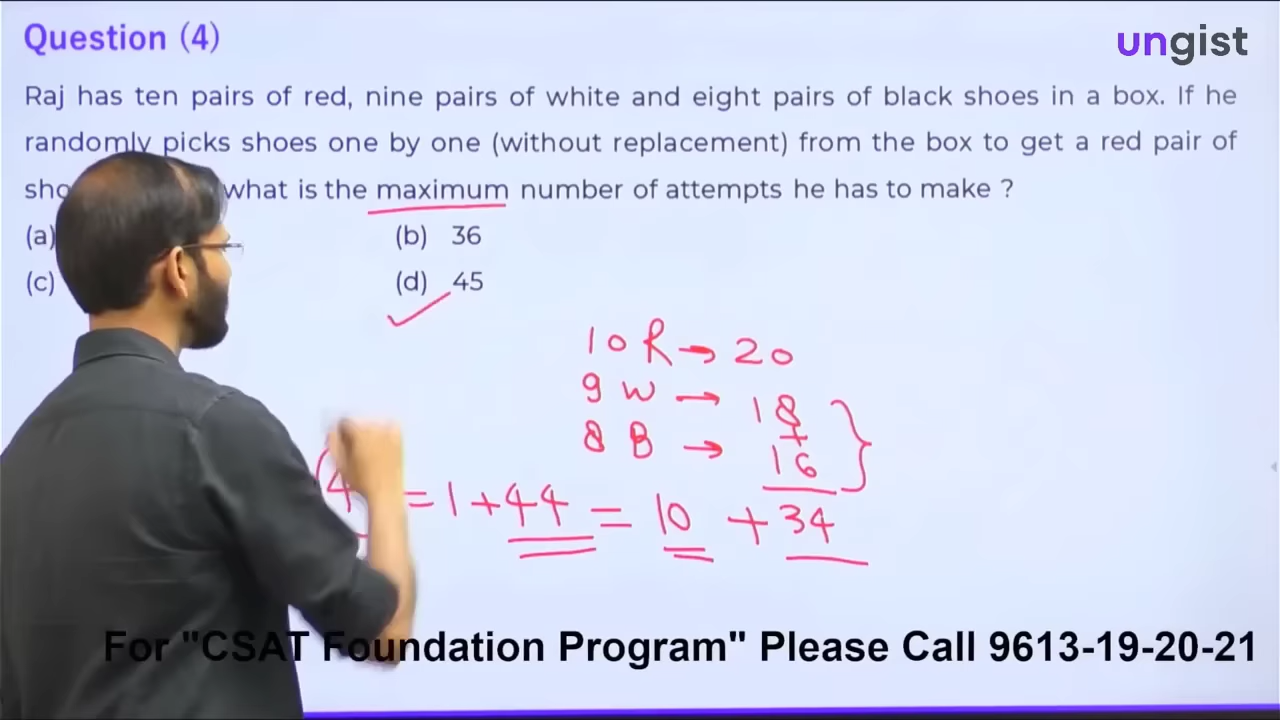 Question (4)
ungist
Raj has ten pairs of red, nine pairs of white and eight pairs of black shoes in a box. If he
randomly picks shoes one by one (without replacement) from the box to get a red pair of
what is the maximum number of attempts he has to make ?
(a) (b) 36
(c) (d) 45
10 R → 20
9 W → 18
+
8 B → 16
= 1 + 44 = 10 + 34
For "CSAT Foundation Program" Please Call 9613-19-20-21